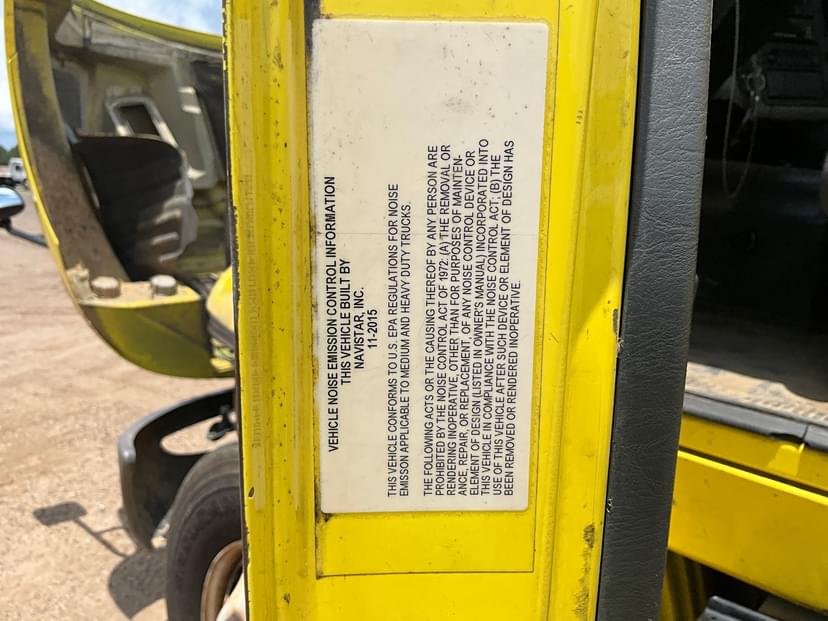 VEHICLE NOISE EMISSION CONTROL INFORMATION
THIS VEHICLE BUILT BY
NAVISTAR, INC.
11-2015
THIS VEHICLE CONFORMS TO U.S. EPA REGULATIONS FOR NOISE
EMISSON APPLICABLE TO MEDIUM AND HEAVY DUTY TRUCKS.
THE FOLLOWING ACTS OR THE CAUSING THEREOF BY ANY PERSON ARE
PROHIBITED BY THE NOISE CONTROL ACT OF 1972: (A) THE REMOVAL OR
RENDERING INOPERATIVE, OTHER THAN FOR PURPOSES OF MAINTEN-
ANCE, REPAIR, OR REPLACEMENT, OF ANY NOISE CONTROL DEVICE OR
ELEMENT OF DESIGN (LISTED IN OWNER'S MANUAL) INCORPORATED INTO
THIS VEHICLE IN COMPLIANCE WITH THE NOISE CONTROL ACT; (B) THE
USE OF THIS VEHICLE AFTER SUCH DEVICE OR ELEMENT OF DESIGN HAS
BEEN REMOVED OR RENDERED INOPERATIVE.